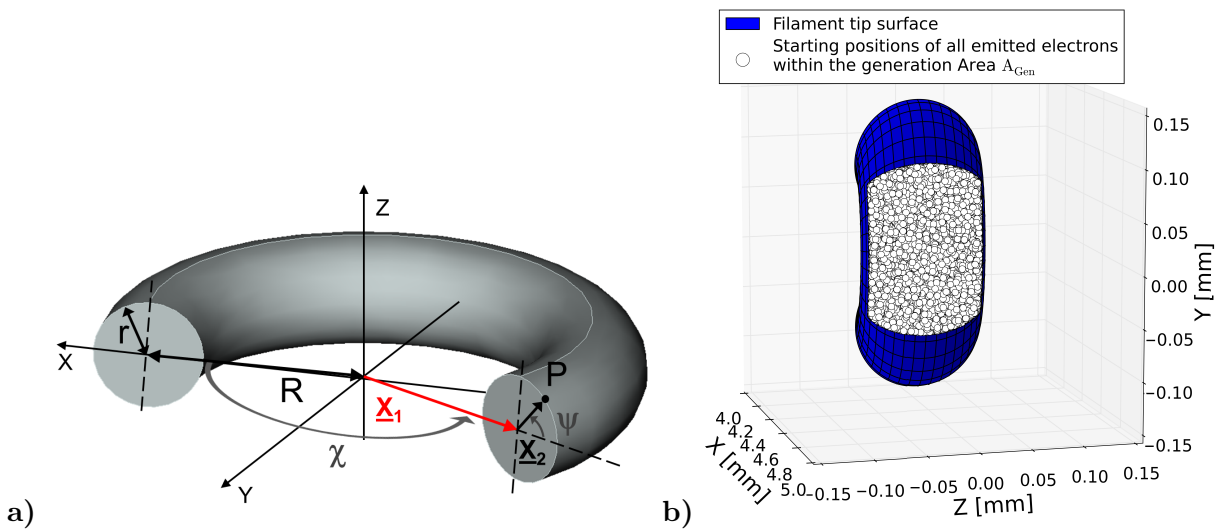 Z
r
X
R
X1
P
ψ
X2
χ
Y
a)
Filament tip surface
Starting positions of all emitted electrons
within the generation Area AGen
0.15
0.10
0.05
0.00
−0.05
−0.10
−0.15
Y [mm]
4.0
4.2
4.4
4.6
4.8
5.0
X [mm]
−0.15
−0.10
−0.05
0.00
0.05
0.10
0.15
Z [mm]
b)